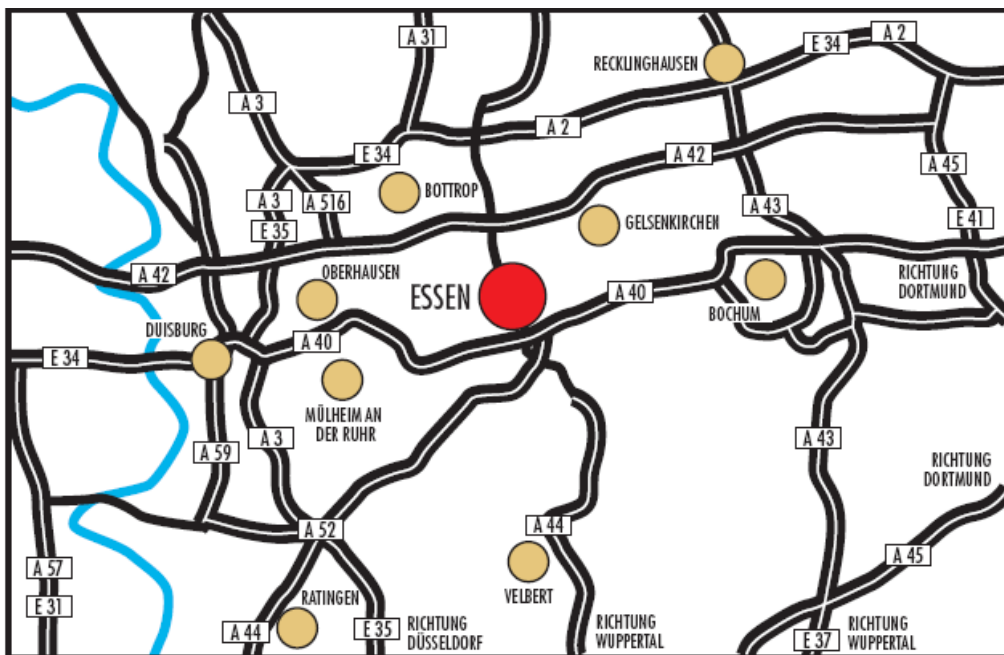 A 31
E 34
A 2
RECKLINGHAUSEN
A 3
A 2
E 34
A 42
A 45
BOTTROP
A 3
A 516
A 43
E 35
GELSENKIRCHEN
E 41
A 42
OBERHAUSEN
ESSEN
A 40
RICHTUNG
DORTMUND
BOCHUM
DUISBURG
A 40
E 34
MÜLHEIM AN
DER RUHR
A 3
A 43
A 59
RICHTUNG
DORTMUND
A 52
A 44
A 45
A 57
VELBERT
RATINGEN
E 31
A 44
E 35
RICHTUNG
DÜSSELDORF
RICHTUNG
WUPPERTAL
E 37
RICHTUNG
WUPPERTAL